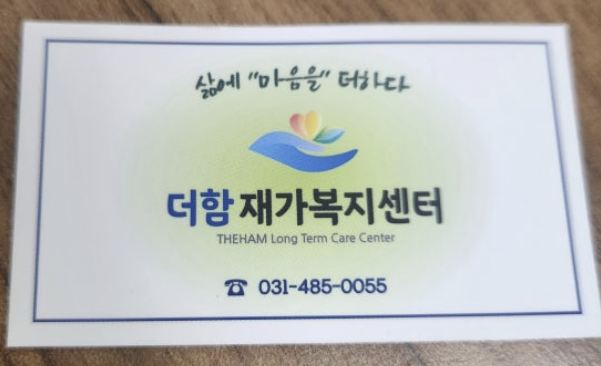 삶에 "마음을" 더하다
더함 재가복지센터
THEHAM Long Term Care Center
☎ 031-485-0055